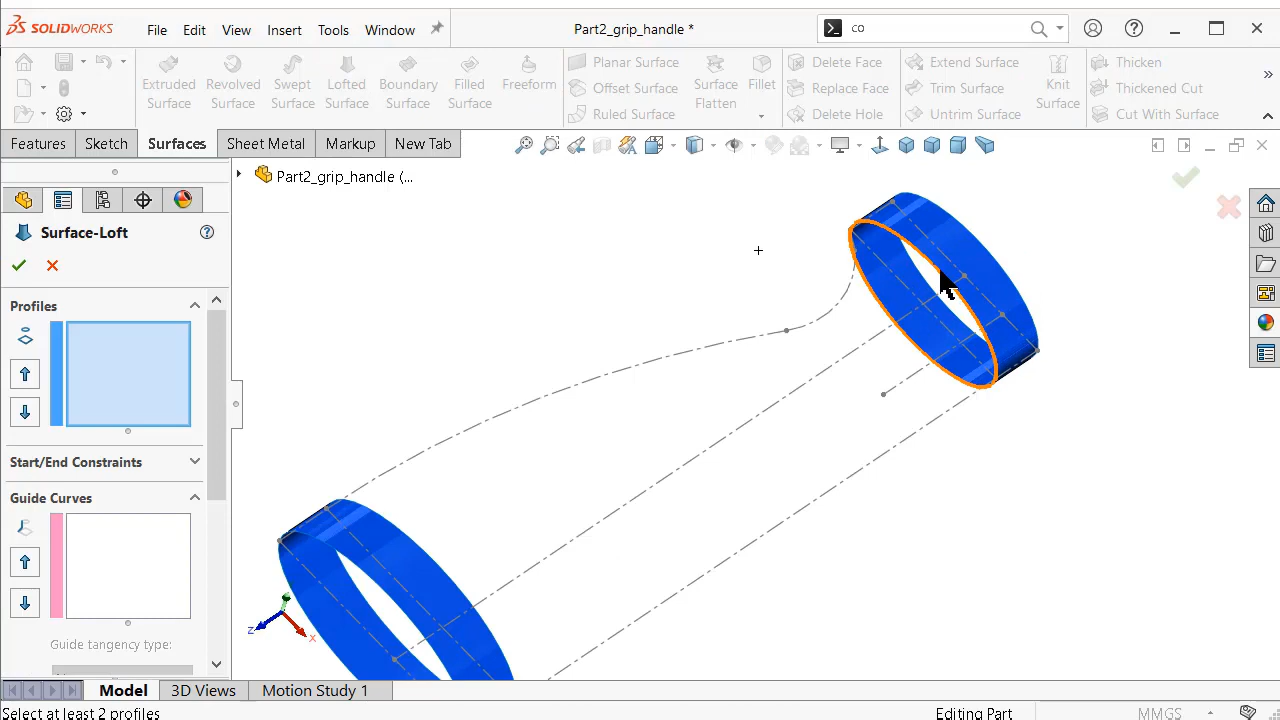 SOLIDWORKS
File Edit View Insert Tools Window
Part2_grip_handle *
co
Extruded Surface
Revolved Surface
Swept Surface
Lofted Surface
Boundary Surface
Filled Surface
Freeform
Planar Surface
Offset Surface
Ruled Surface
Surface Flatten
Fillet
Delete Face
Replace Face
Delete Hole
Extend Surface
Trim Surface
Untrim Surface
Knit Surface
Thicken
Thickened Cut
Cut With Surface
Features Sketch Surfaces Sheet Metal Markup New Tab
Part2_grip_handle (...
Surface-Loft
Profiles
Start/End Constraints
Guide Curves
Guide tangency type:
z x
Model 3D Views Motion Study 1
Select at least 2 profiles
Editing Part
MMGS